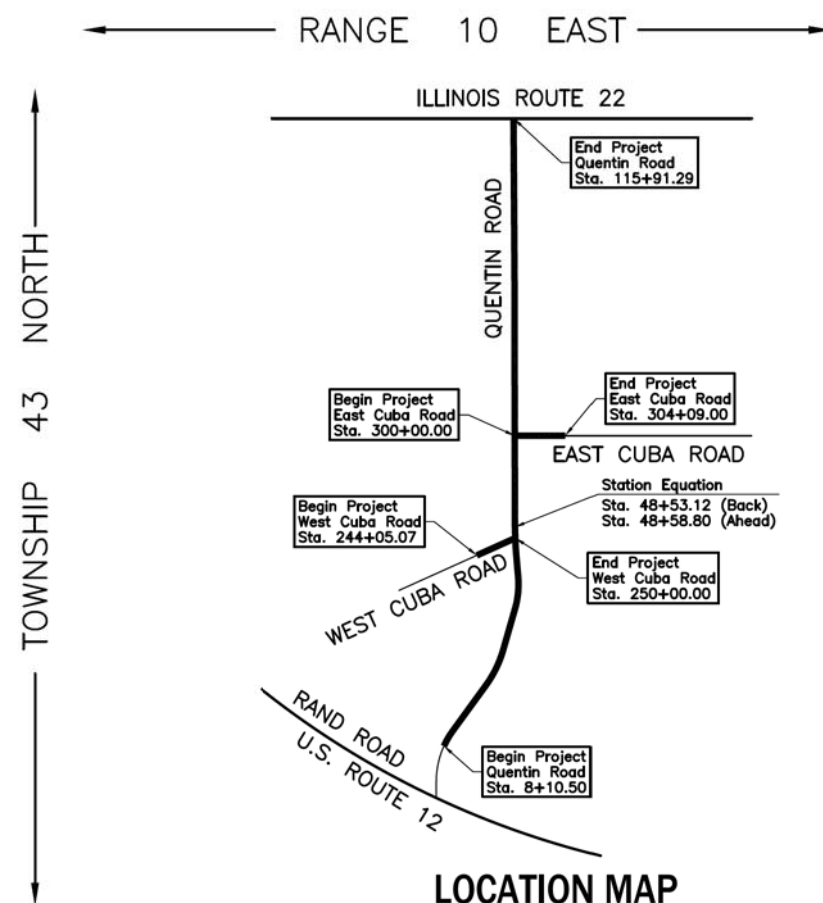 RANGE 10 EAST
TOWNSHIP 43 NORTH
ILLINOIS ROUTE 22
End Project
Quentin Road
Sta. 115+91.29
QUENTIN ROAD
Begin Project
East Cuba Road
Sta. 300+00.00
End Project
East Cuba Road
Sta. 304+09.00
EAST CUBA ROAD
Station Equation
Sta. 48+53.12 (Back)
Sta. 48+58.80 (Ahead)
Begin Project
West Cuba Road
Sta. 244+05.07
WEST CUBA ROAD
End Project
West Cuba Road
Sta. 250+00.00
RAND ROAD
U.S. ROUTE 12
Begin Project
Quentin Road
Sta. 8+10.50
LOCATION MAP